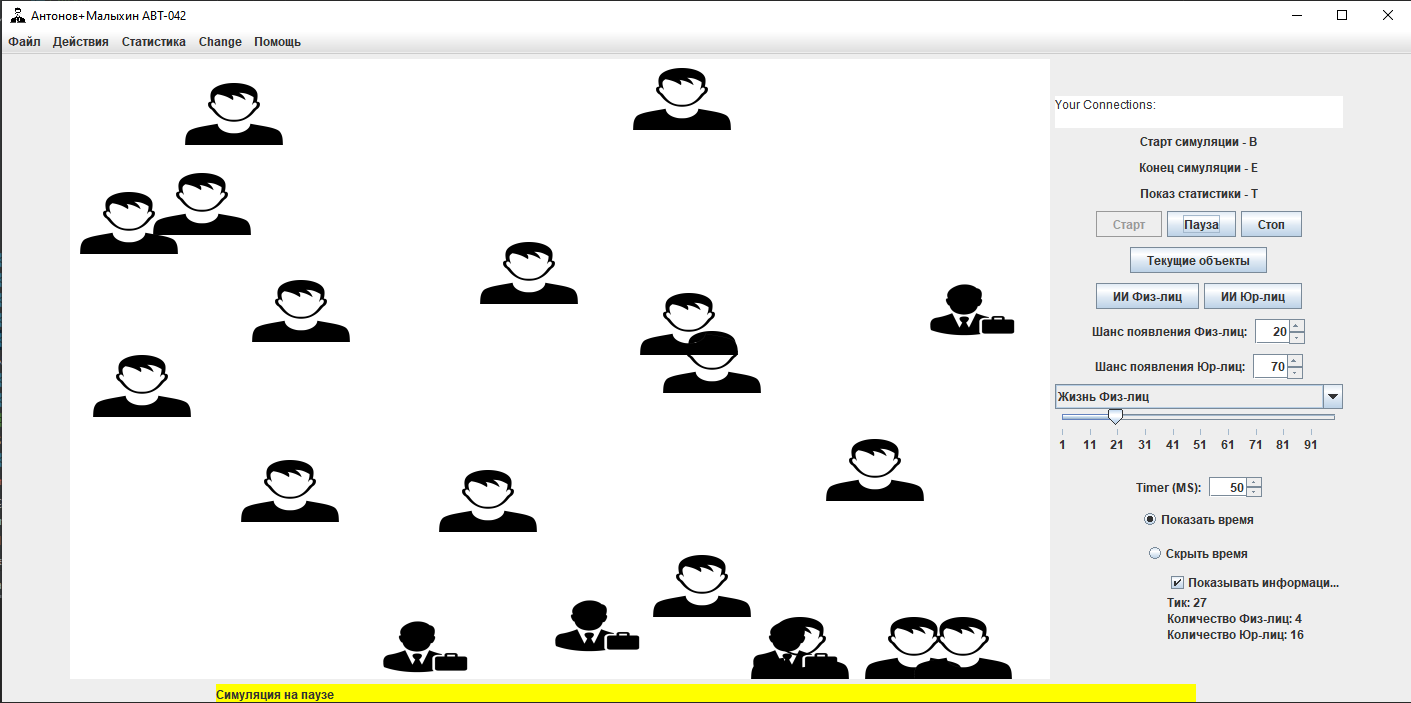 Антонов+Малыхин АВТ-042
Файл Действия Статистика Change Помощь
Your Connections:
Старт симуляции - B
Конец симуляции - E
Показ статистики - T
Старт Пауза Стоп
Текущие объекты
ИИ Физ-лиц ИИ Юр-лиц
Шанс появления Физ-лиц: 20
Шанс появления Юр-лиц: 70
Жизнь Физ-лиц
1 11 21 31 41 51 61 71 81 91
Timer (MS): 50
Показать время
Скрыть время
Показывать информаци...
Тик: 27
Количество Физ-лиц: 4
Количество Юр-лиц: 16
Симуляция на паузе